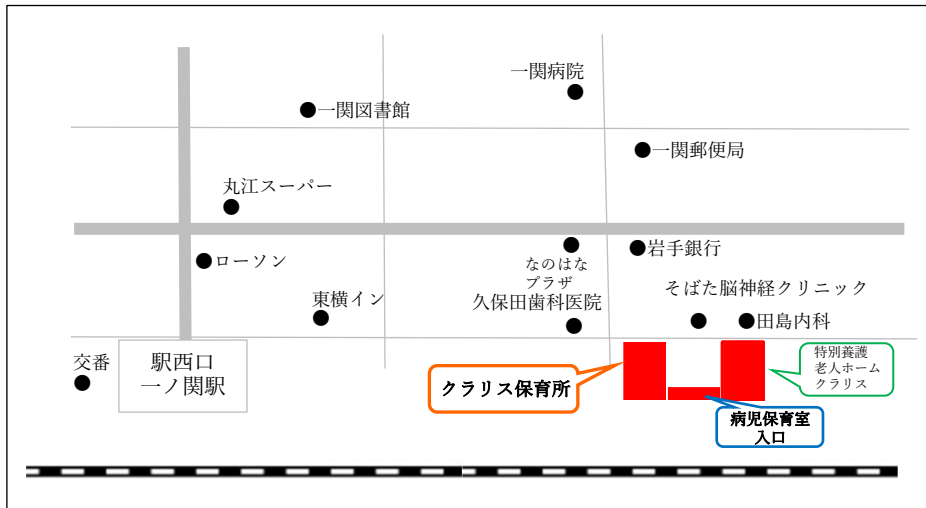 一関病院
一関図書館
一関郵便局
丸江スーパー
ローソン
なのはな
プラザ
岩手銀行
東横イン
久保田歯科医院
そばた脳神経クリニック
田島内科
交番
駅西口
一ノ関駅
クラリス保育所
特別養護
老人ホーム
クラリス
病児保育室
入口